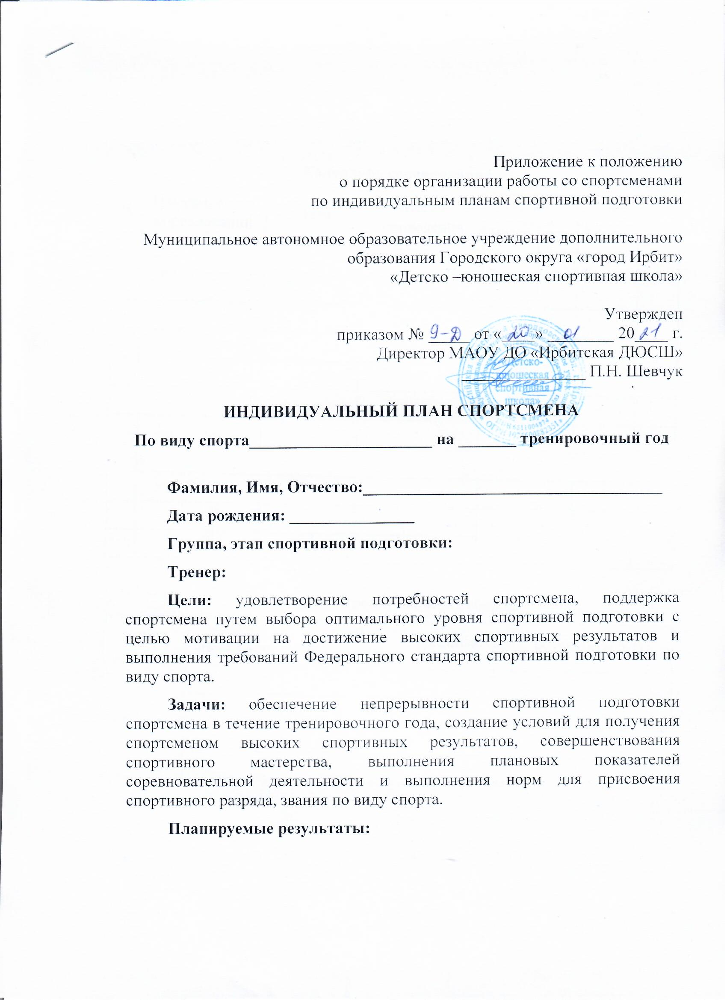 Приложение к положению
о порядке организации работы со спортсменами
по индивидуальным планам спортивной подготовки
Муниципальное автономное образовательное учреждение дополнительного
образования Городского округа «город Ирбит»
«Детско –юношеская спортивная школа»
Утвержден
приказом № 9-Д от «20» 01 2021 г.
Директор МАОУ ДО «Ирбитская ДЮСШ»
П.Н. Шевчук
«Детско-
юношеская
спортивная
школа»
ИНДИВИДУАЛЬНЫЙ ПЛАН СПОРТСМЕНА
По виду спорта______________________ на _______ тренировочный год
Фамилия, Имя, Отчество:____________________________________
Дата рождения: _______________
Группа, этап спортивной подготовки:
Тренер:
Цели: удовлетворение потребностей спортсмена, поддержка
спортсмена путем выбора оптимального уровня спортивной подготовки с
целью мотивации на достижение высоких спортивных результатов и
выполнения требований Федерального стандарта спортивной подготовки по
виду спорта.
Задачи: обеспечение непрерывности спортивной подготовки
спортсмена в течение тренировочного года, создание условий для получения
спортсменом высоких спортивных результатов, совершенствования
спортивного мастерства, выполнения плановых показателей
соревновательной деятельности и выполнения норм для присвоения
спортивного разряда, звания по виду спорта.
Планируемые результаты: